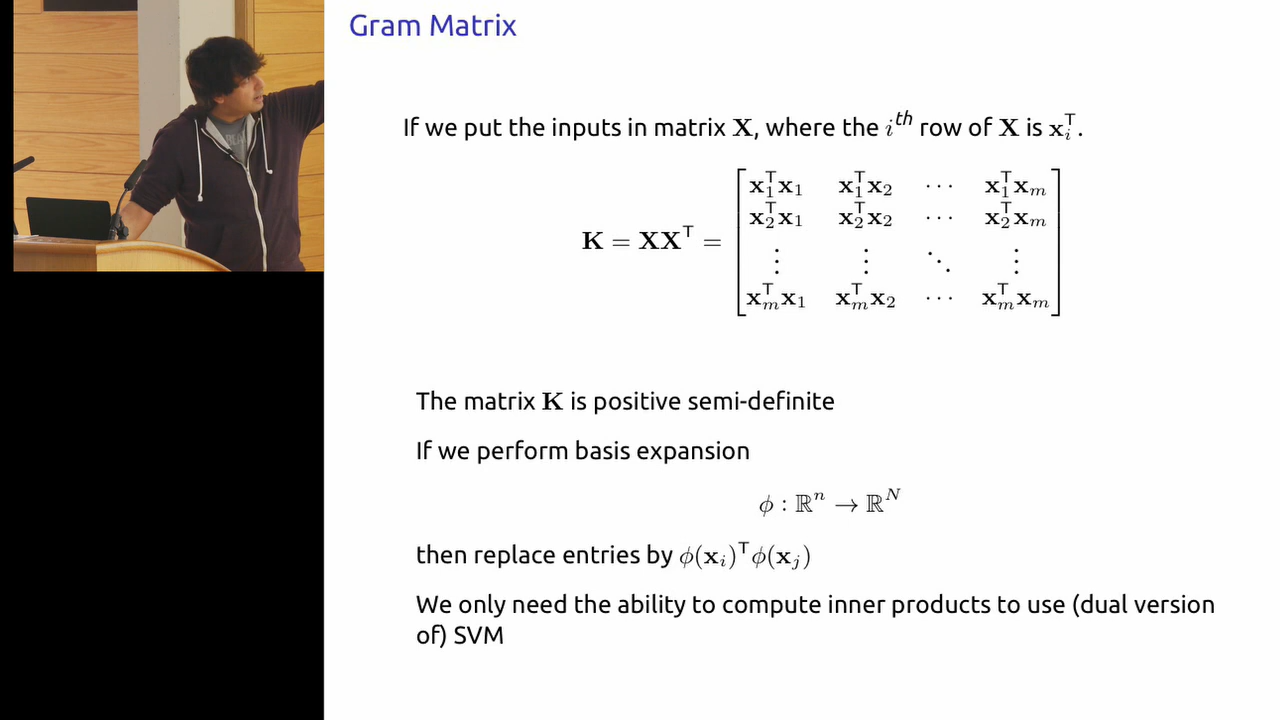 Gram Matrix
If we put the inputs in matrix X, where the i^th row of X is x_i^T.
K = XX^T = [ x_1^T x_1 x_1^T x_2 ⋯ x_1^T x_m
x_2^T x_1 x_2^T x_2 ⋯ x_2^T x_m
⋮ ⋮ ⋱ ⋮
x_m^T x_1 x_m^T x_2 ⋯ x_m^T x_m ]
The matrix K is positive semi-definite
If we perform basis expansion
ϕ : ℝ^n → ℝ^N
then replace entries by ϕ(x_i)^T ϕ(x_j)
We only need the ability to compute inner products to use (dual version
of) SVM